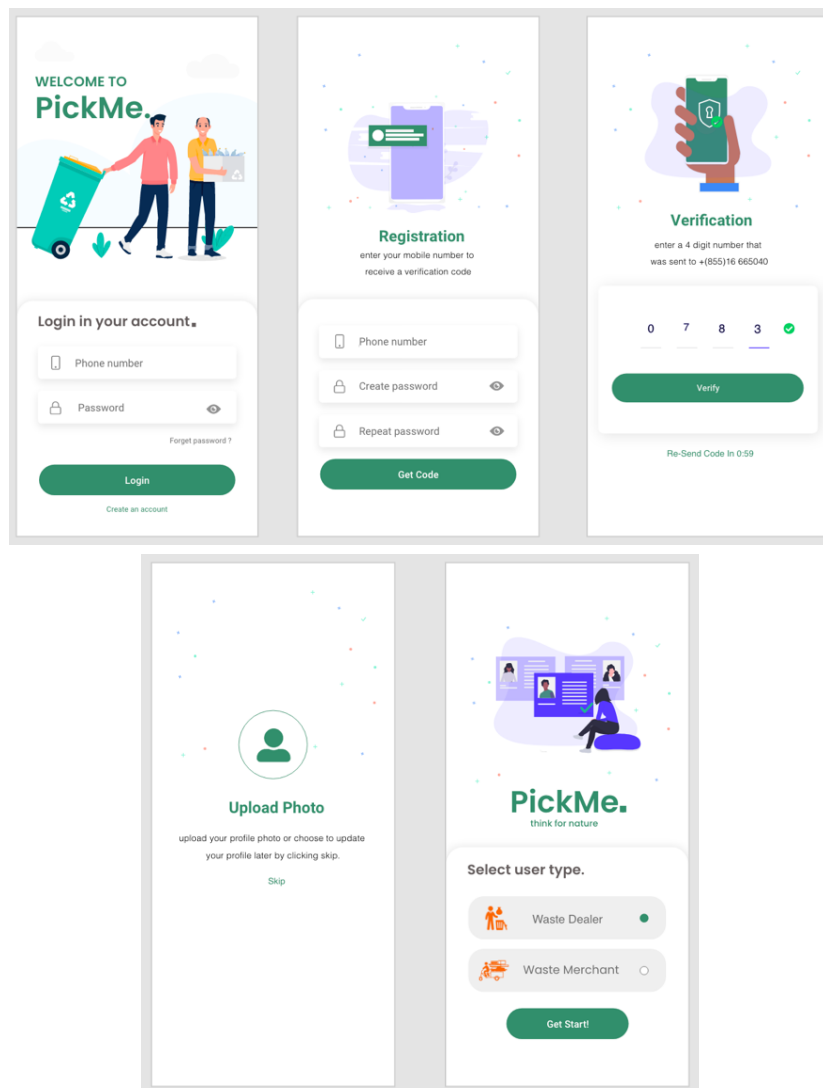 WELCOME TO
PickMe.
Login in your account.
Phone number
Password
Forget password ?
Login
Create an account
Registration
enter your mobile number to
receive a verification code
Phone number
Create password
Repeat password
Get Code
Verification
enter a 4 digit number that
was sent to +(855)16 665040
0 7 8 3
Verify
Re-Send Code In 0:59
Upload Photo
upload your profile photo or choose to update
your profile later by clicking skip.
Skip
PickMe.
think for nature
Select user type.
Waste Dealer
Waste Merchant
Get Start!